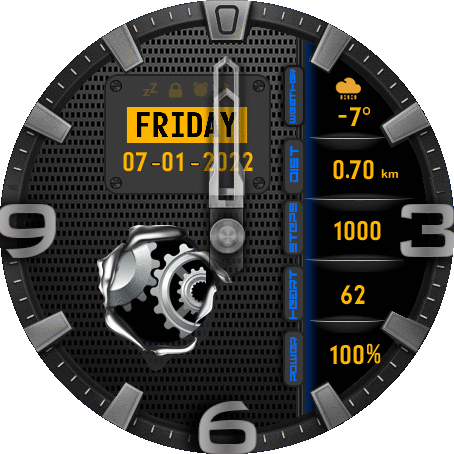 zZ
FRIDAY
07-01-2022
WEATHER
-7°
DIST
0.70 km
STEPS
1000
HEART
62
POWER
100%
9
3
6